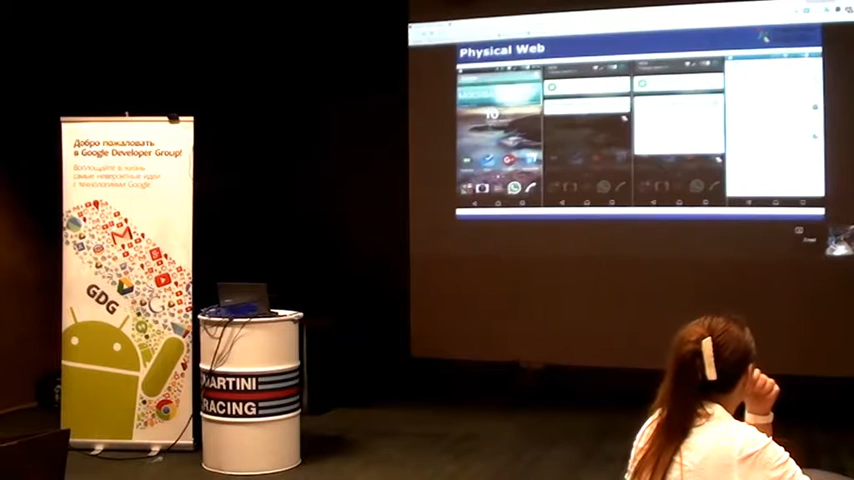 Physical Web
Добро пожаловать
в Google Developer Group!
Воплощайте в жизнь
самые невероятные идеи
с технологиями Google
GDG
MARTINI
RACING